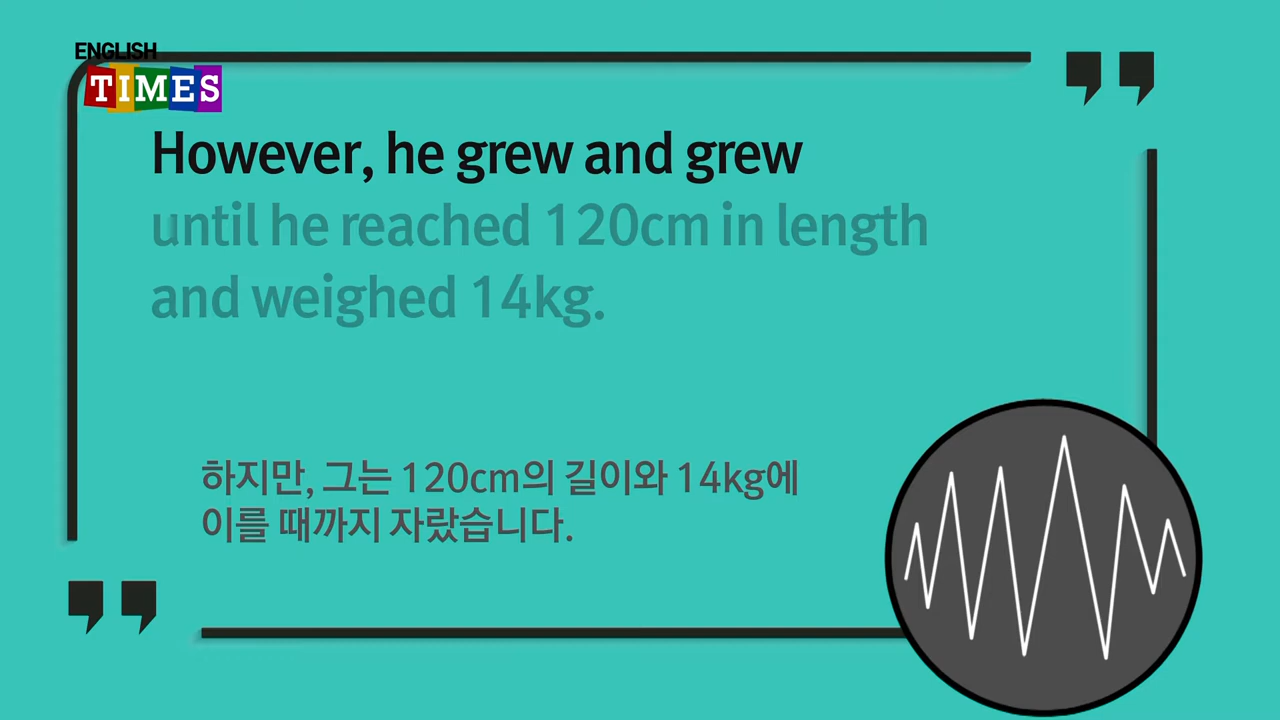 ENGLISH
TIMES
However, he grew and grew
until he reached 120cm in length
and weighed 14kg.
하지만, 그는 120cm의 길이와 14kg에
이를 때까지 자랐습니다.